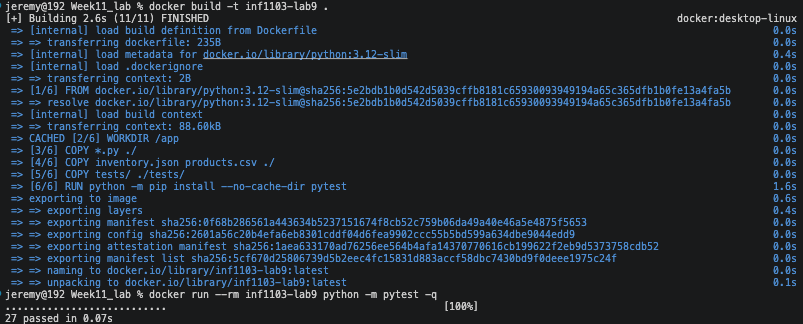 jeremy@192 Week11_lab % docker build -t inf1103-lab9 .
[+] Building 2.6s (11/11) FINISHED docker:desktop-linux
=> [internal] load build definition from Dockerfile 0.0s
=> => transferring dockerfile: 235B 0.0s
=> [internal] load metadata for docker.io/library/python:3.12-slim 0.4s
=> [internal] load .dockerignore 0.0s
=> => transferring context: 2B 0.0s
=> [1/6] FROM docker.io/library/python:3.12-slim@sha256:5e2bdb1b0d542d5039cffb8181c65930093949194a65c365dfb1b0fe13a4fa5b 0.0s
=> => resolve docker.io/library/python:3.12-slim@sha256:5e2bdb1b0d542d5039cffb8181c65930093949194a65c365dfb1b0fe13a4fa5b 0.0s
=> [internal] load build context 0.0s
=> => transferring context: 88.60kB 0.0s
=> CACHED [2/6] WORKDIR /app 0.0s
=> [3/6] COPY *.py ./ 0.0s
=> [4/6] COPY inventory.json products.csv ./ 0.0s
=> [5/6] COPY tests/ ./tests/ 0.0s
=> [6/6] RUN python -m pip install --no-cache-dir pytest 1.6s
=> exporting to image 0.6s
=> => exporting layers 0.4s
=> => exporting manifest sha256:0f68b286561a443634b5237151674f8cb52c759b06da49a40e46a5e4875f5653 0.0s
=> => exporting config sha256:2601a56c20b4efa6eb8301cddf04d6fea9902ccc55b5bd599a634dbe9044edd9 0.0s
=> => exporting attestation manifest sha256:1aea633170ad76256ee564b4afa14370770616cb199622f2eb9d5373758cdb52 0.0s
=> => exporting manifest list sha256:5cf670d25806739d5b2eec4fc15831d883accf58dbc7430bd9f0deee1975c24f 0.0s
=> => naming to docker.io/library/inf1103-lab9:latest 0.0s
=> => unpacking to docker.io/library/inf1103-lab9:latest 0.1s
jeremy@192 Week11_lab % docker run --rm inf1103-lab9 python -m pytest -q
........................... [100%]
27 passed in 0.07s